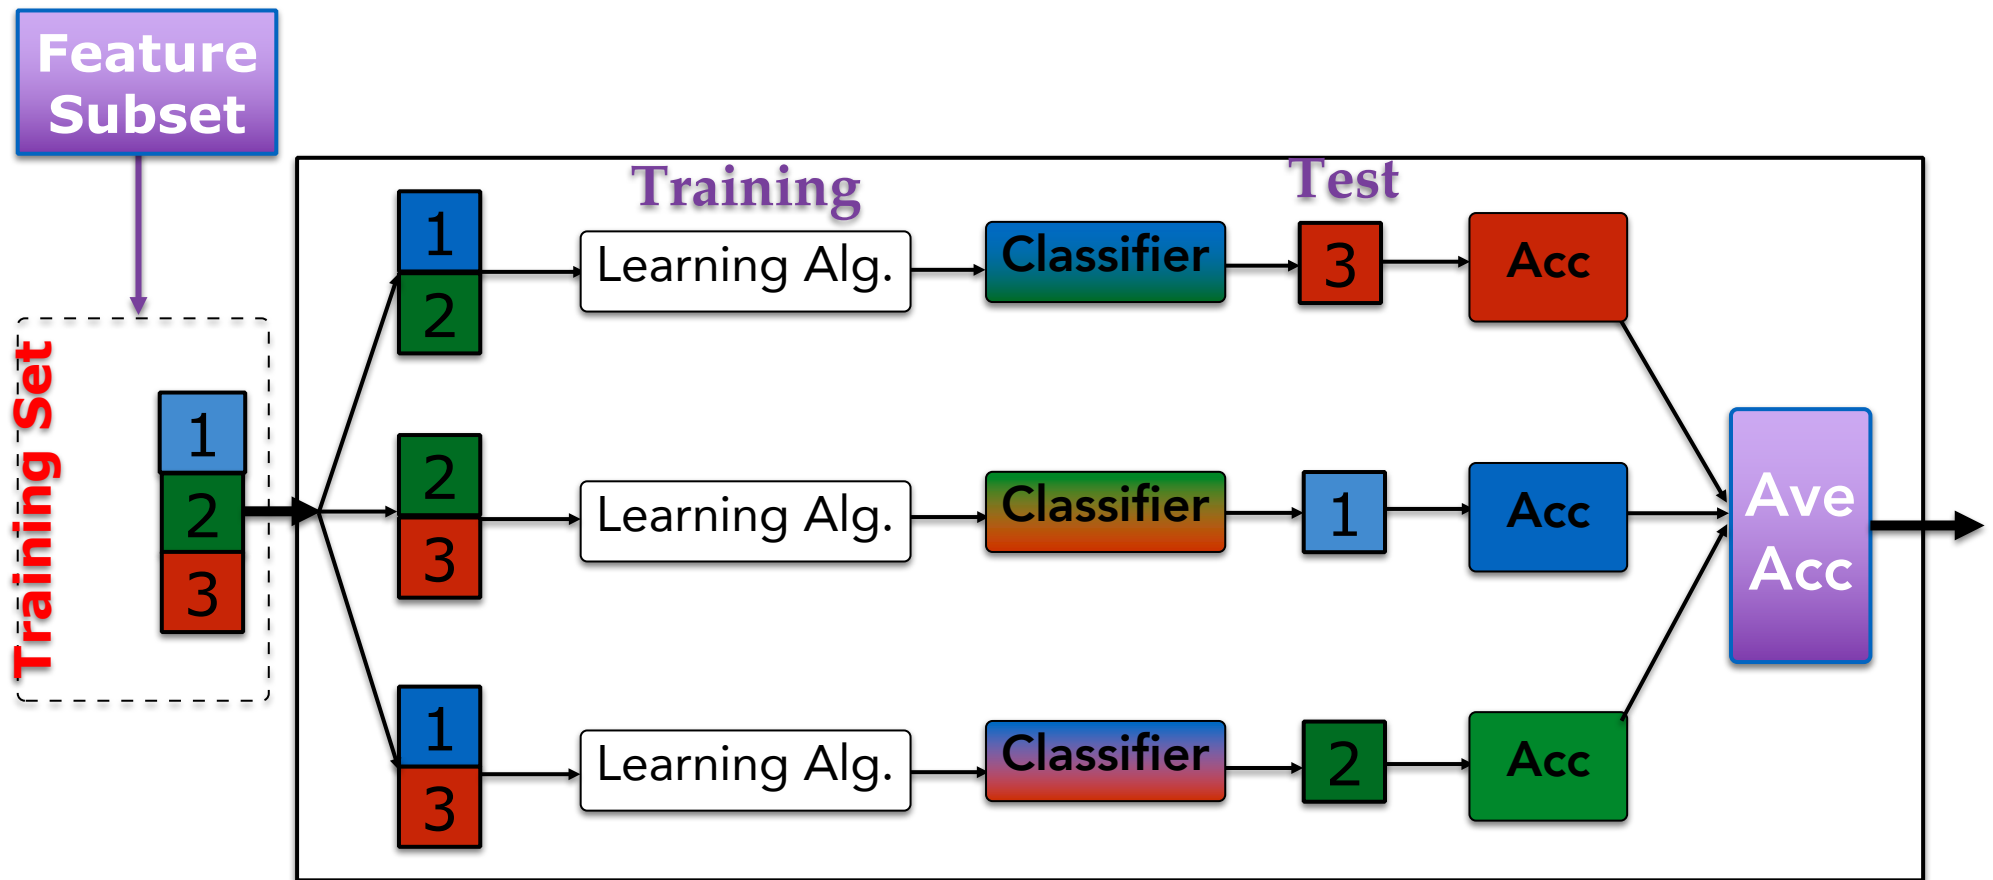 Feature
Subset
Training Set
1
2
3
Training
Test
1
2
Learning Alg.
Classifier
3
Acc
2
3
Learning Alg.
Classifier
1
Acc
1
3
Learning Alg.
Classifier
2
Acc
Ave
Acc